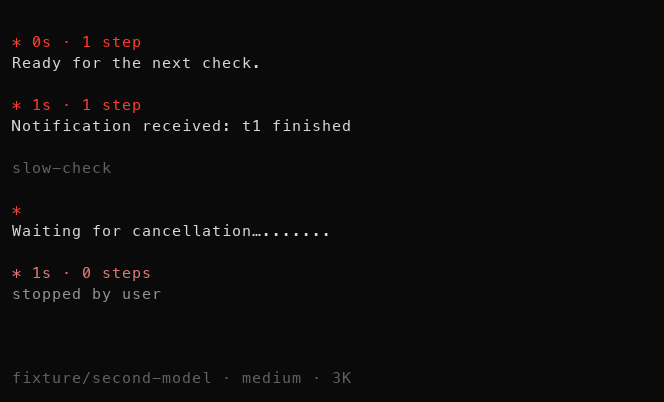 * 0s · 1 step
Ready for the next check.
* 1s · 1 step
Notification received: t1 finished
slow-check
*
Waiting for cancellation….......
* 1s · 0 steps
stopped by user
fixture/second-model · medium · 3K